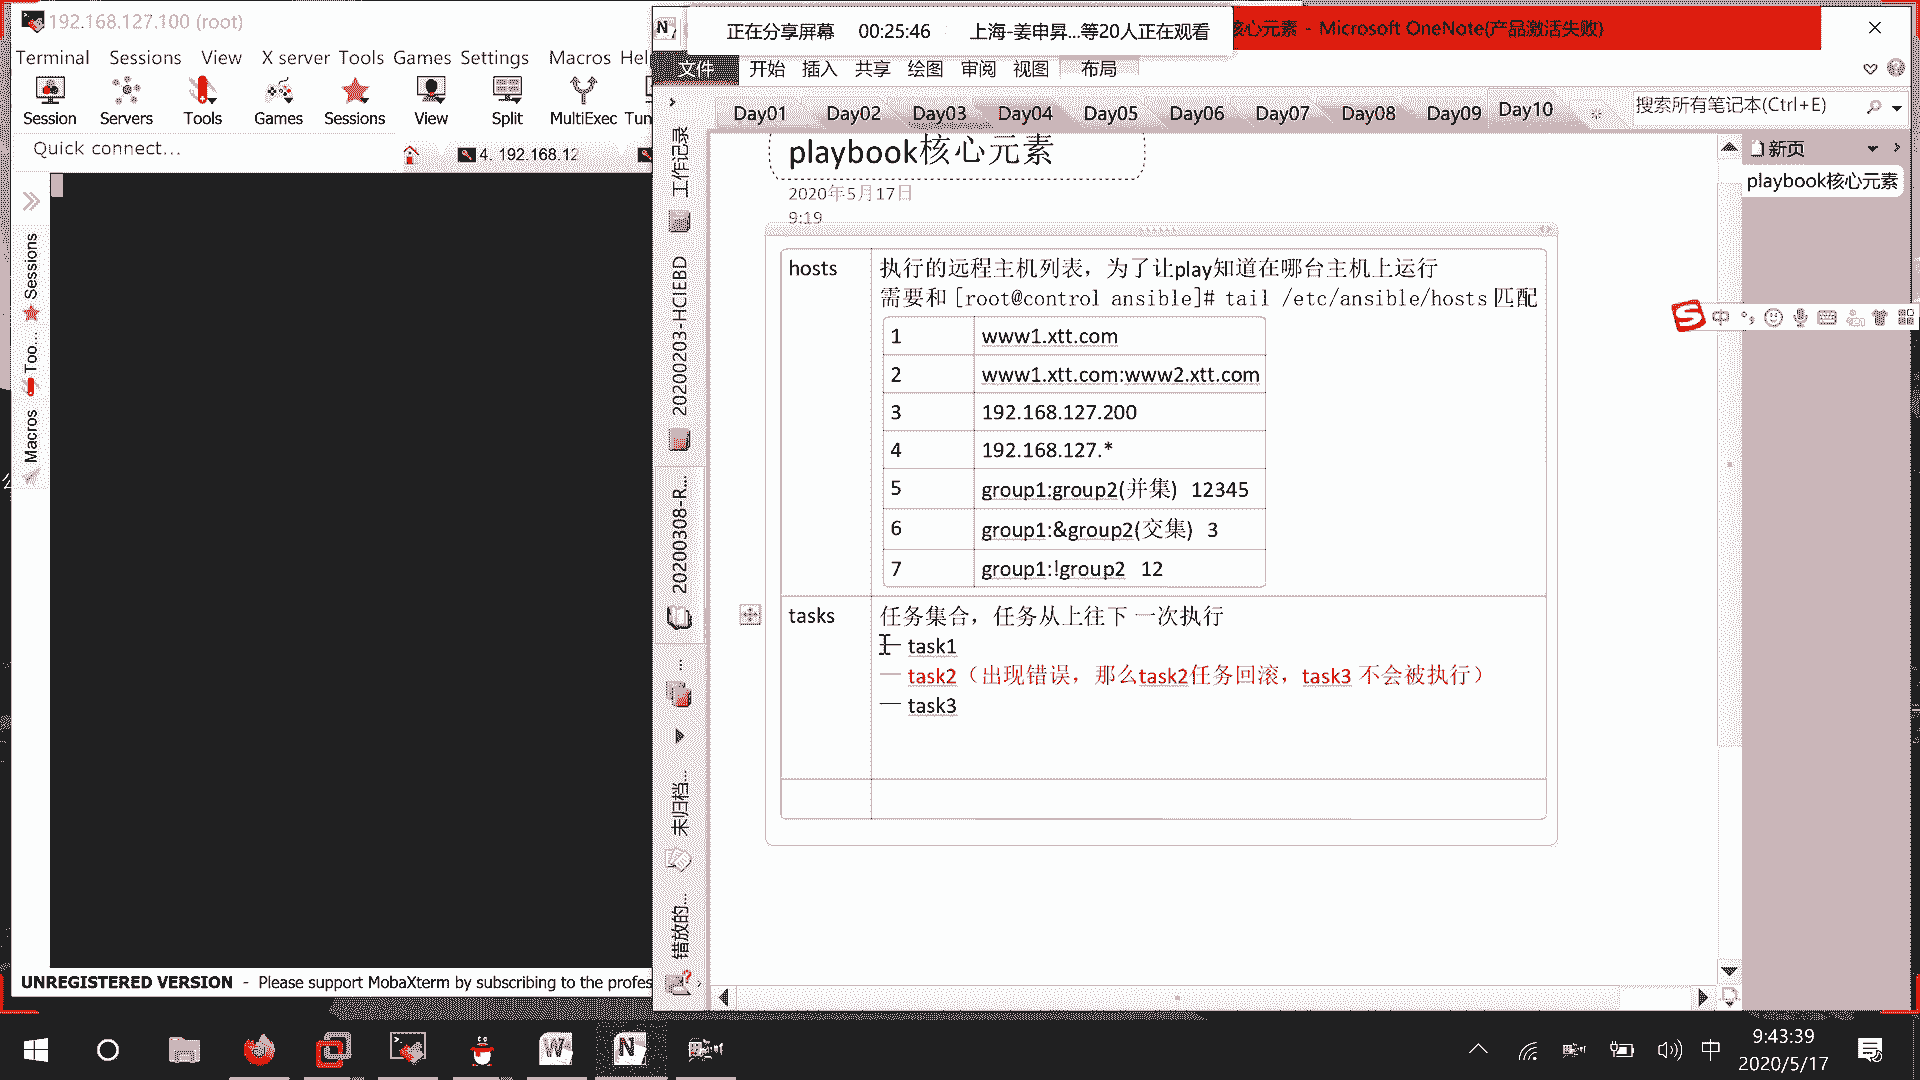 192.168.127.100 (root)
Terminal Sessions View X server Tools Games Settings Macros
Session Servers Tools Games Sessions View Split MultiExec
Quick connect...
4. 192.168.12
Sessions
Too...
Macros
UNREGISTERED VERSION - Please support MobaXterm by subscribing to the profes
正在分享屏幕 00:25:46 上海-姜申昇...等20人正在观看
核心元素 - Microsoft OneNote(产品激活失败)
文件 开始 插入 共享 绘图 审阅 视图 布局
Day01 Day02 Day03 Day04 Day05 Day06 Day07 Day08 Day09 Day10
搜索所有笔记本(Ctrl+E)
工作记录
20200203-HCIEBD
20200308-R...
...
未归档...
错放的...
新页
playbook核心元素
playbook核心元素
2020年5月17日
9:19
hosts 执行的远程主机列表，为了让play知道在哪台主机上运行
需要和 [root@control ansible]# tail /etc/ansible/hosts 匹配
1 www1.xtt.com
2 www1.xtt.com:www2.xtt.com
3 192.168.127.200
4 192.168.127.*
5 group1:group2(并集) 12345
6 group1:&group2(交集) 3
7 group1:!group2 12
tasks 任务集合，任务从上往下 一次执行
— task1
— task2（出现错误，那么task2任务回滚，task3 不会被执行）
— task3
中
中
9:43:39
2020/5/17